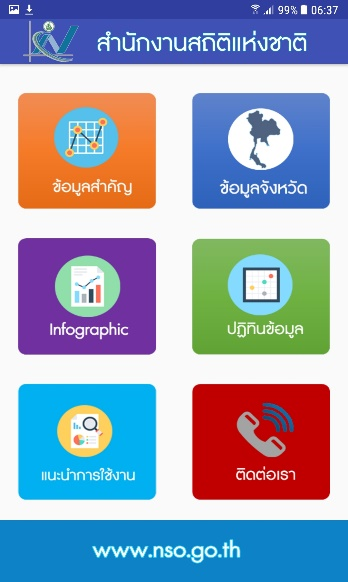 99% 06:37
สำนักงานสถิติแห่งชาติ
ข้อมูลสำคัญ
ข้อมูลจังหวัด
Infographic
ปฏิทินข้อมูล
แนะนำการใช้งาน
ติดต่อเรา
www.nso.go.th